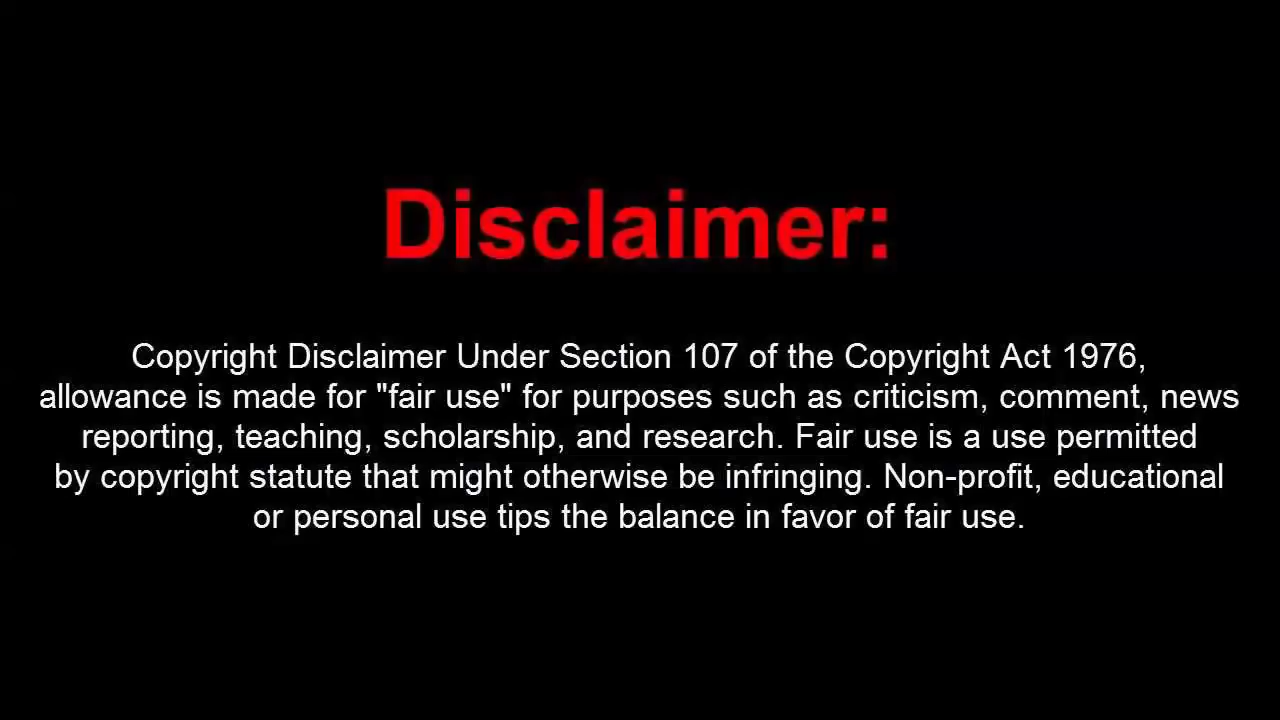 Disclaimer:
Copyright Disclaimer Under Section 107 of the Copyright Act 1976,
allowance is made for "fair use" for purposes such as criticism, comment, news
reporting, teaching, scholarship, and research. Fair use is a use permitted
by copyright statute that might otherwise be infringing. Non-profit, educational
or personal use tips the balance in favor of fair use.